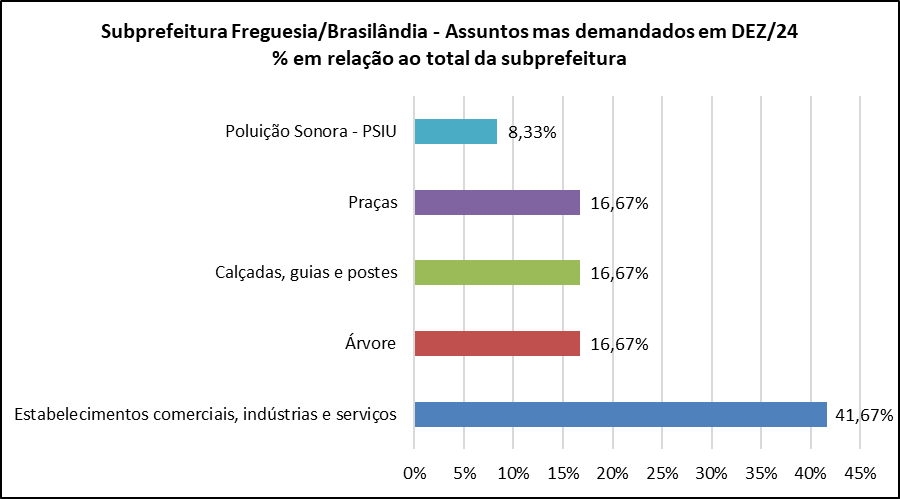 Subprefeitura Freguesia/Brasilândia - Assuntos mas demandados em DEZ/24
% em relação ao total da subprefeitura
Poluição Sonora - PSIU
8,33%
Praças
16,67%
Calçadas, guias e postes
16,67%
Árvore
16,67%
Estabelecimentos comerciais, indústrias e serviços
41,67%
0% 5% 10% 15% 20% 25% 30% 35% 40% 45%